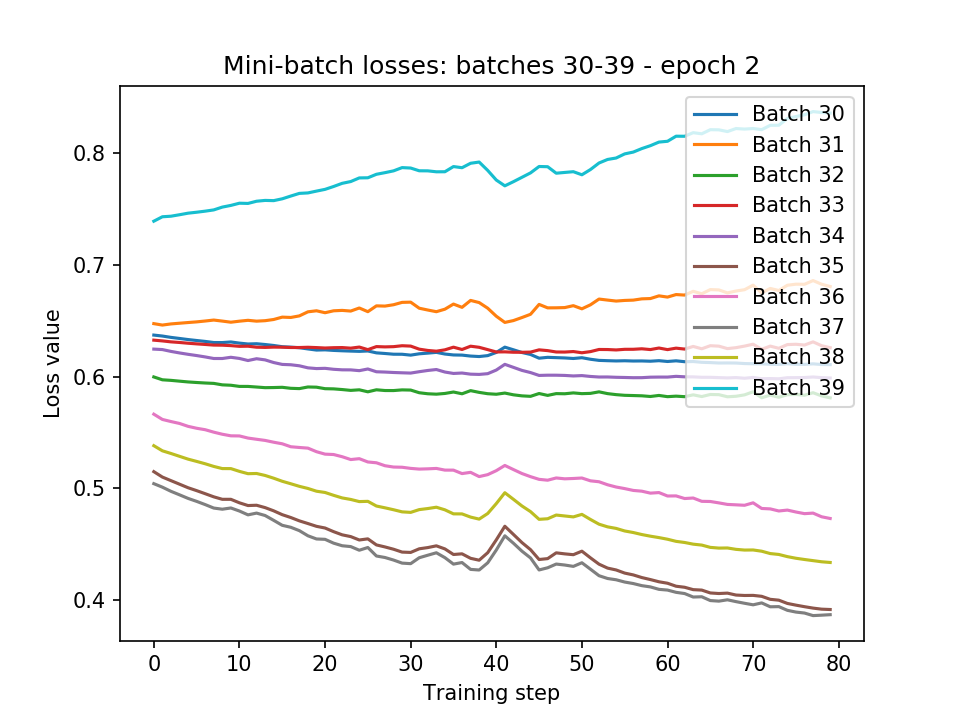 Mini-batch losses: batches 30-39 - epoch 2
Loss value
0.8
0.7
0.6
0.5
0.4
Batch 30
Batch 31
Batch 32
Batch 33
Batch 34
Batch 35
Batch 36
Batch 37
Batch 38
Batch 39
0 10 20 30 40 50 60 70 80
Training step